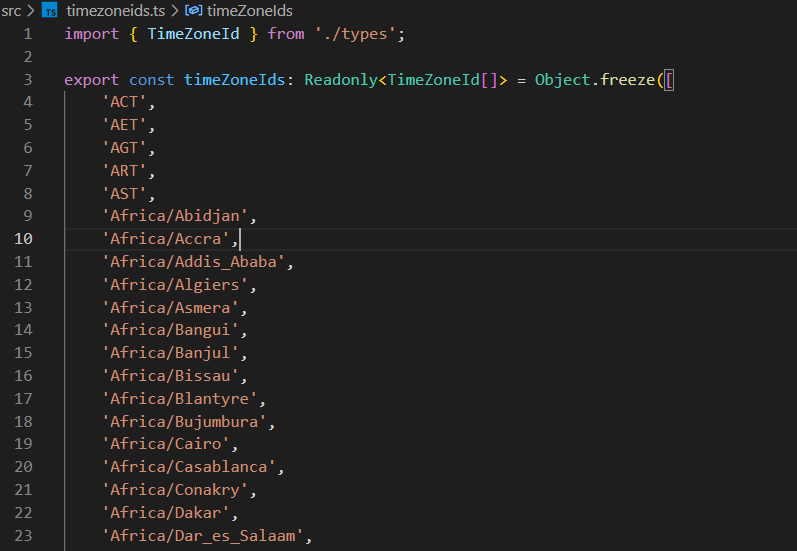 src > TS timezoneids.ts > timeZoneIds
1 import { TimeZoneId } from './types';
2
3 export const timeZoneIds: Readonly<TimeZoneId[]> = Object.freeze([
4 'ACT',
5 'AET',
6 'AGT',
7 'ART',
8 'AST',
9 'Africa/Abidjan',
10 'Africa/Accra',
11 'Africa/Addis_Ababa',
12 'Africa/Algiers',
13 'Africa/Asmera',
14 'Africa/Bangui',
15 'Africa/Banjul',
16 'Africa/Bissau',
17 'Africa/Blantyre',
18 'Africa/Bujumbura',
19 'Africa/Cairo',
20 'Africa/Casablanca',
21 'Africa/Conakry',
22 'Africa/Dakar',
23 'Africa/Dar_es_Salaam',